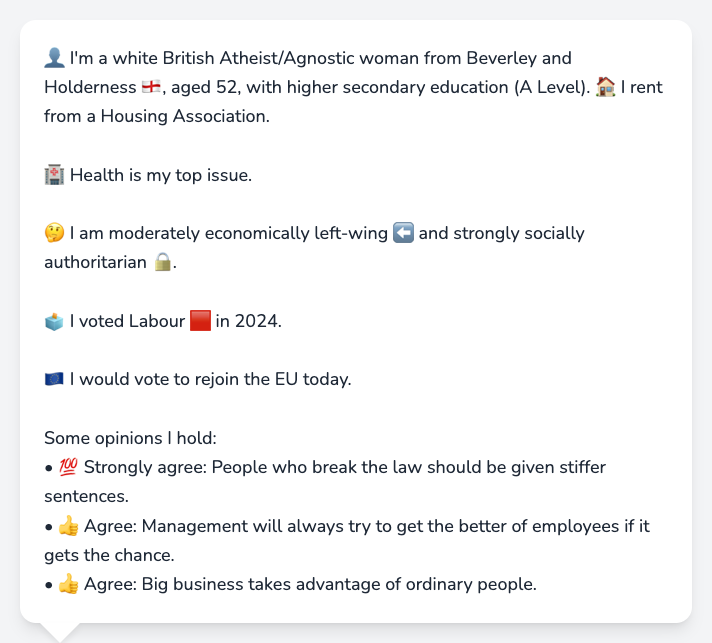 👤 I'm a white British Atheist/Agnostic woman from Beverley and
Holderness 🏴󠁧󠁢󠁥󠁮󠁧󠁿, aged 52, with higher secondary education (A Level). 🏠 I rent
from a Housing Association.
🏥 Health is my top issue.
🤔 I am moderately economically left-wing ⬅️ and strongly socially
authoritarian 🔒.
🗳️ I voted Labour 🟥 in 2024.
🇪🇺 I would vote to rejoin the EU today.
Some opinions I hold:
• 💯 Strongly agree: People who break the law should be given stiffer
sentences.
• 👍 Agree: Management will always try to get the better of employees if it
gets the chance.
• 👍 Agree: Big business takes advantage of ordinary people.